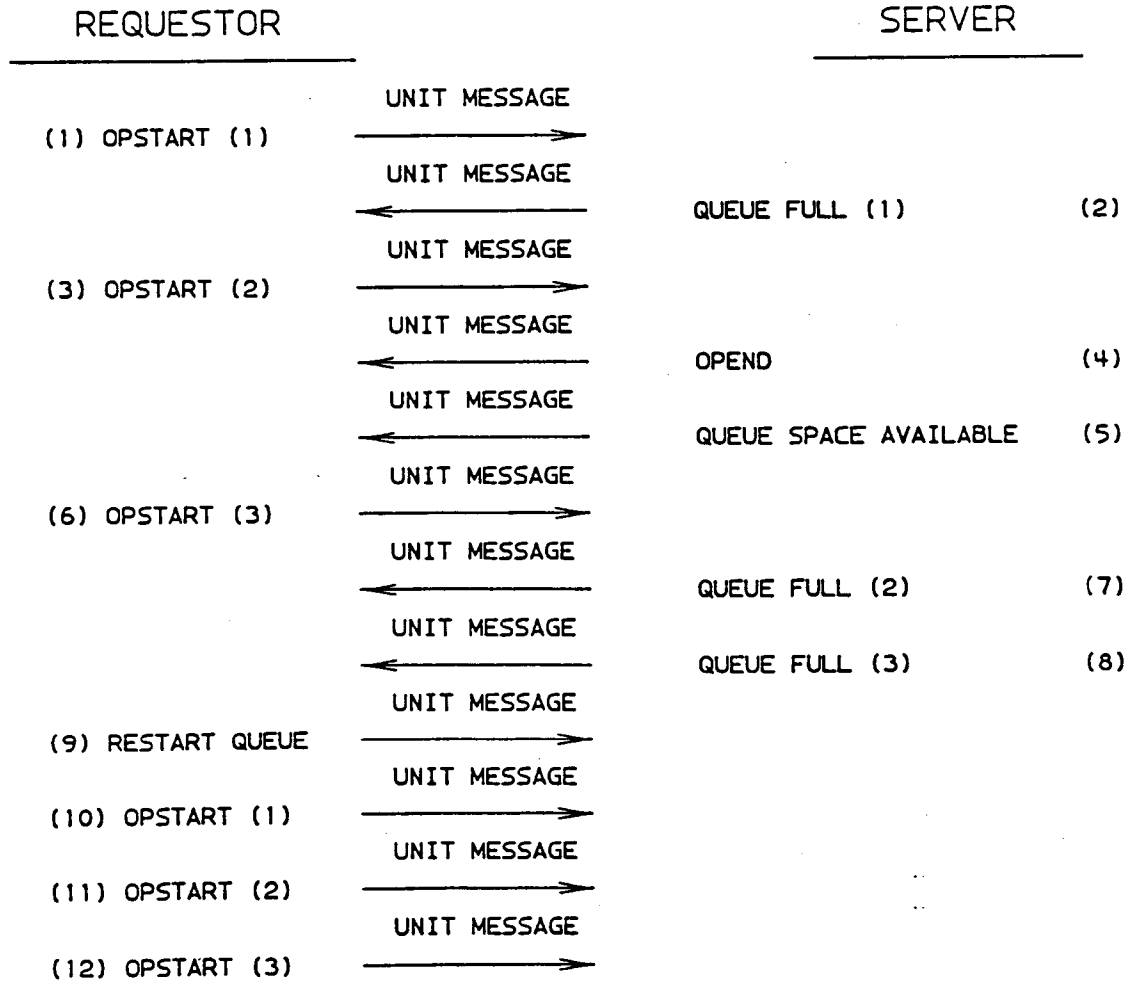 REQUESTOR SERVER
UNIT MESSAGE
(1) OPSTART (1)
UNIT MESSAGE
QUEUE FULL (1) (2)
UNIT MESSAGE
(3) OPSTART (2)
UNIT MESSAGE
OPEND (4)
UNIT MESSAGE
QUEUE SPACE AVAILABLE (5)
UNIT MESSAGE
(6) OPSTART (3)
UNIT MESSAGE
QUEUE FULL (2) (7)
UNIT MESSAGE
QUEUE FULL (3) (8)
UNIT MESSAGE
(9) RESTART QUEUE
UNIT MESSAGE
(10) OPSTART (1)
UNIT MESSAGE
(11) OPSTART (2)
UNIT MESSAGE
(12) OPSTART (3)